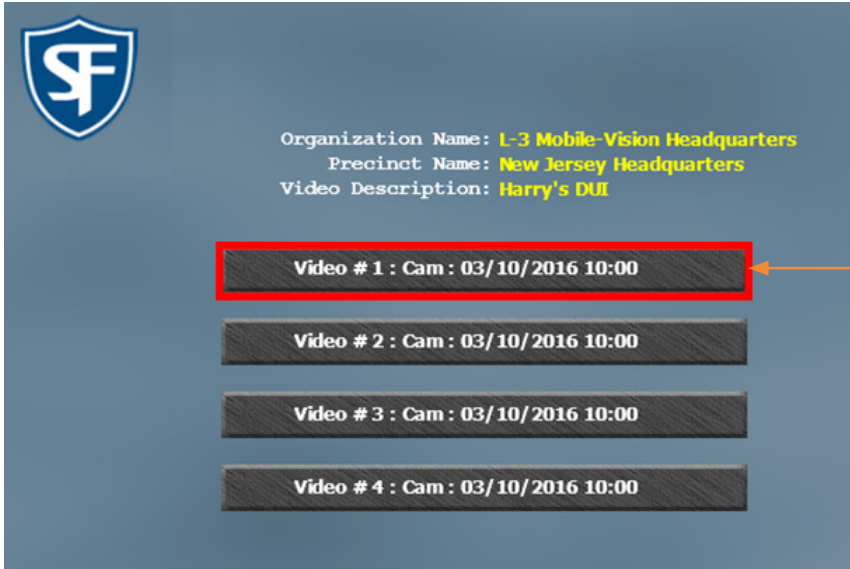 SF
Organization Name: L-3 Mobile-Vision Headquarters
Precinct Name: New Jersey Headquarters
Video Description: Harry's DUI
Video # 1 : Cam : 03/10/2016 10:00
Video # 2 : Cam : 03/10/2016 10:00
Video # 3 : Cam : 03/10/2016 10:00
Video # 4 : Cam : 03/10/2016 10:00